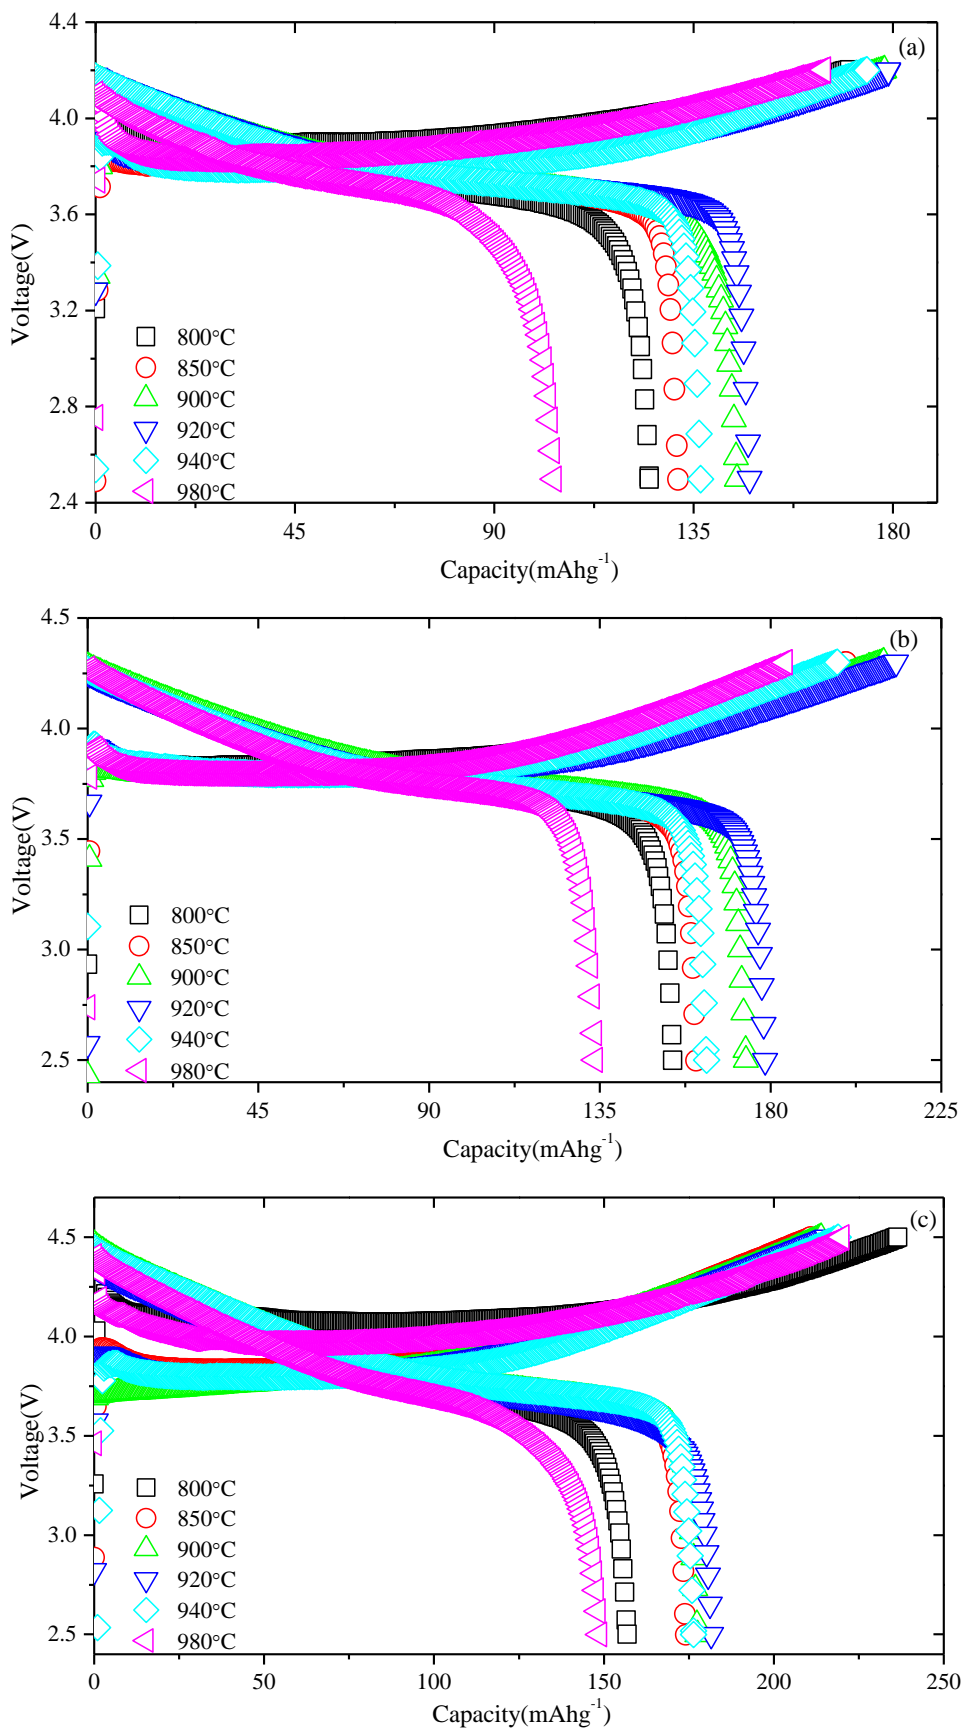 4.4
(a)
4.0
3.6
Voltage(V)
3.2
800°C
850°C
900°C
2.8
920°C
940°C
980°C
2.4
0 45 90 135 180
Capacity(mAhg-1)
4.5
(b)
4.0
3.5
Voltage(V)
800°C
3.0
850°C
900°C
920°C
2.5
940°C
980°C
0 45 90 135 180 225
Capacity(mAhg-1)
(c)
4.5
4.0
Voltage(V)
3.5
800°C
850°C
3.0
900°C
920°C
940°C
2.5
980°C
0 50 100 150 200 250
Capacity(mAhg-1)